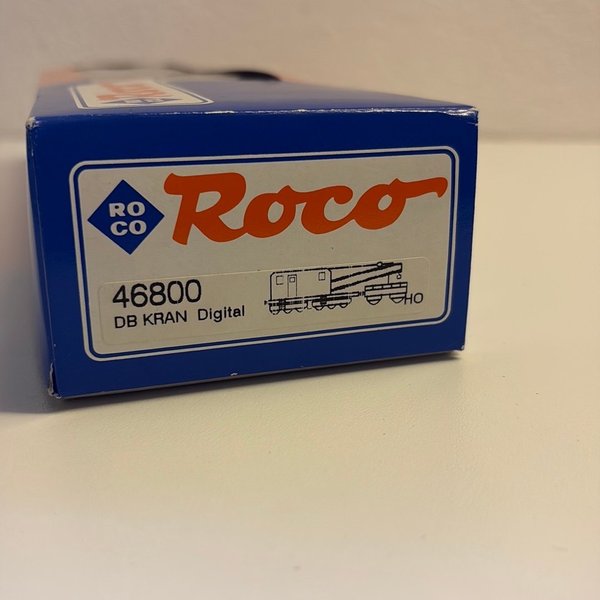 RO
CO
Roco
46800
DB KRAN Digital
HO